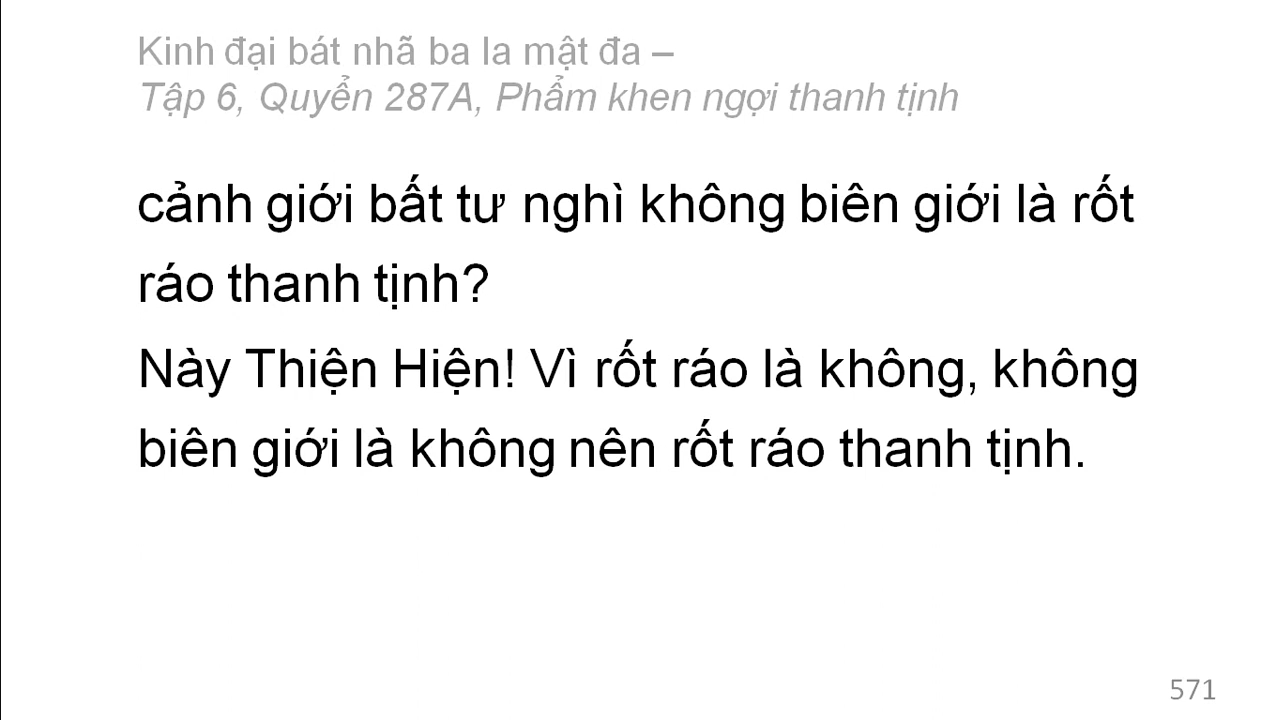 Kinh đại bát nhã ba la mật đa –
Tập 6, Quyển 287A, Phẩm khen ngợi thanh tịnh
cảnh giới bất tư nghì không biên giới là rốt
ráo thanh tịnh?
Này Thiện Hiện! Vì rốt ráo là không, không
biên giới là không nên rốt ráo thanh tịnh.
571